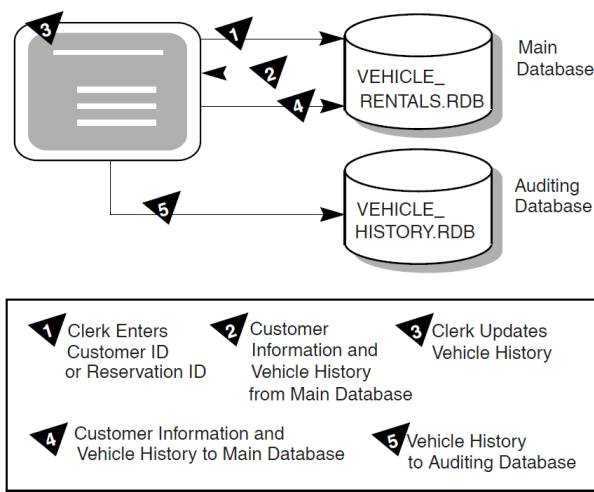 3
1
2
4
VEHICLE_
RENTALS.RDB
Main
Database
5
VEHICLE_
HISTORY.RDB
Auditing
Database
1 Clerk Enters
Customer ID
or Reservation ID
2 Customer
Information and
Vehicle History
from Main Database
3 Clerk Updates
Vehicle History
4 Customer Information and
Vehicle History to Main Database
5 Vehicle History
to Auditing Database